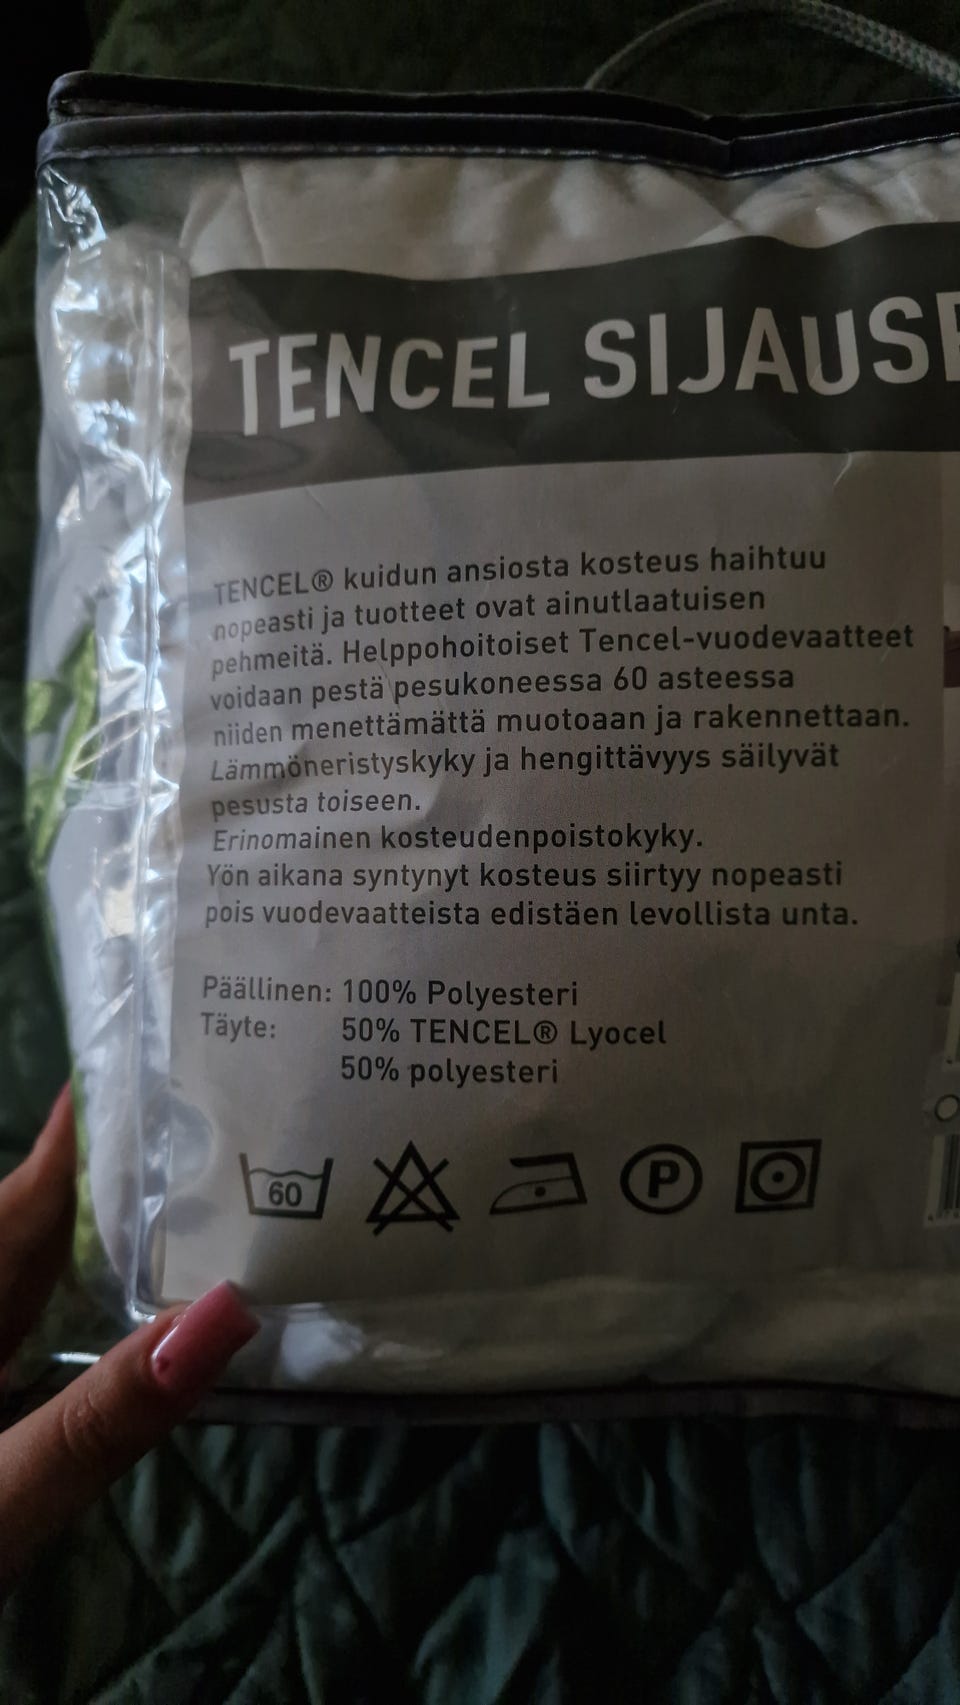 TENCEL SIJAUS
TENCEL® kuidun ansiosta kosteus haihtuu
nopeasti ja tuotteet ovat ainutlaatuisen
pehmeitä. Helppohoitoiset Tencel-vuodevaatteet
voidaan pestä pesukoneessa 60 asteessa
niiden menettämättä muotoaan ja rakennettaan.
Lämmöneristyskyky ja hengittävyys säilyvät
pesusta toiseen.
Erinomainen kosteudenpoistokyky.
Yön aikana syntynyt kosteus siirtyy nopeasti
pois vuodevaatteista edistäen levollista unta.
Päällinen: 100% Polyesteri
Täyte: 50% TENCEL® Lyocel
50% polyesteri
60 P